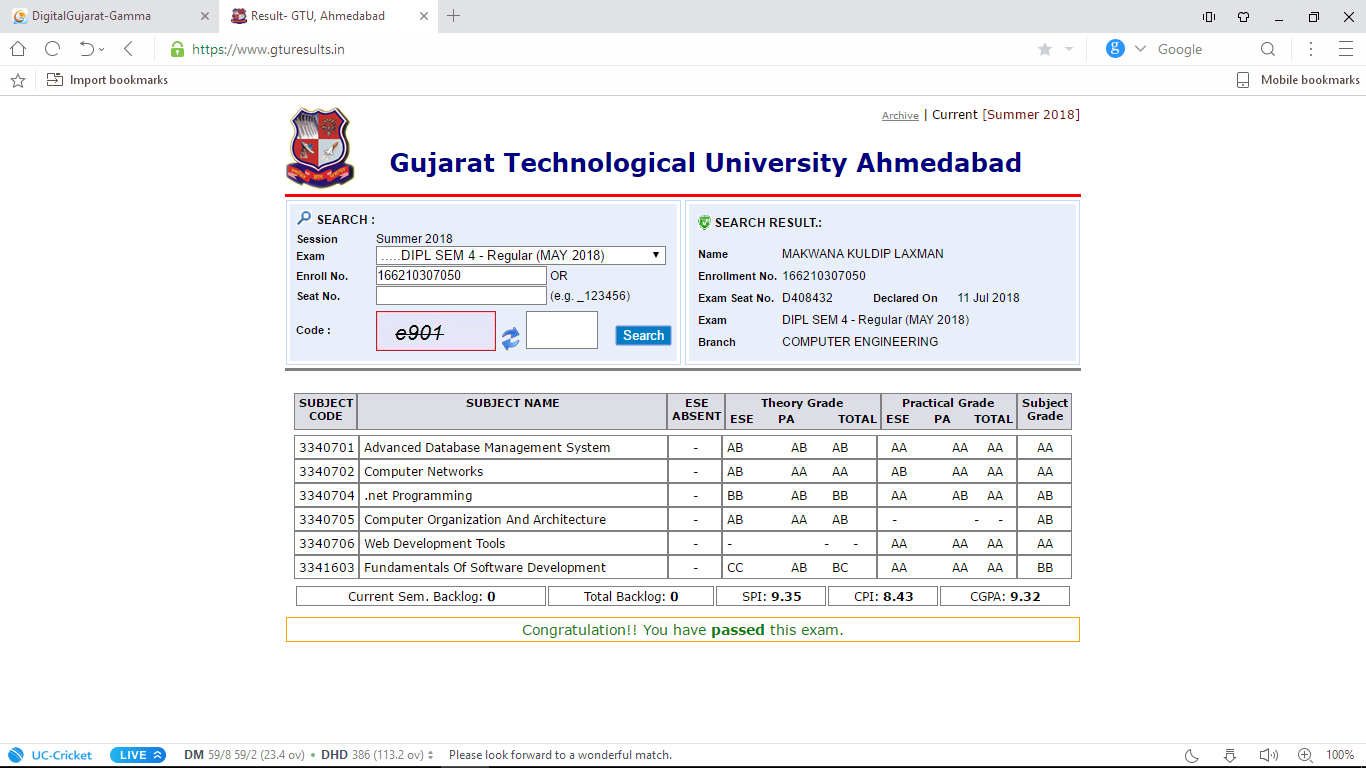 DigitalGujarat-Gamma
Result- GTU, Ahmedabad
https://www.gturesults.in
g Google
Import bookmarks
Mobile bookmarks
Archive | Current [Summer 2018]
Gujarat Technological University Ahmedabad
SEARCH :
Session Summer 2018
Exam .....DIPL SEM 4 - Regular (MAY 2018)
Enroll No. 166210307050 OR
Seat No. (e.g. _123456)
Code : e901 Search
SEARCH RESULT.:
Name MAKWANA KULDIP LAXMAN
Enrollment No. 166210307050
Exam Seat No. D408432 Declared On 11 Jul 2018
Exam DIPL SEM 4 - Regular (MAY 2018)
Branch COMPUTER ENGINEERING
SUBJECT CODE SUBJECT NAME ESE ABSENT Theory Grade ESE PA TOTAL Practical Grade ESE PA TOTAL Subject Grade
3340701 Advanced Database Management System - AB AB AB AA AA AA AA
3340702 Computer Networks - AB AA AA AB AA AA AA
3340704 .net Programming - BB AB BB AA AB AA AB
3340705 Computer Organization And Architecture - AB AA AB - - - AB
3340706 Web Development Tools - - - - AA AA AA AA
3341603 Fundamentals Of Software Development - CC AB BC AA AA AA BB
Current Sem. Backlog: 0 Total Backlog: 0 SPI: 9.35 CPI: 8.43 CGPA: 9.32
Congratulation!! You have passed this exam.
UC-Cricket LIVE DM 59/8 59/2 (23.4 ov) • DHD 386 (113.2 ov) Please look forward to a wonderful match. 100%